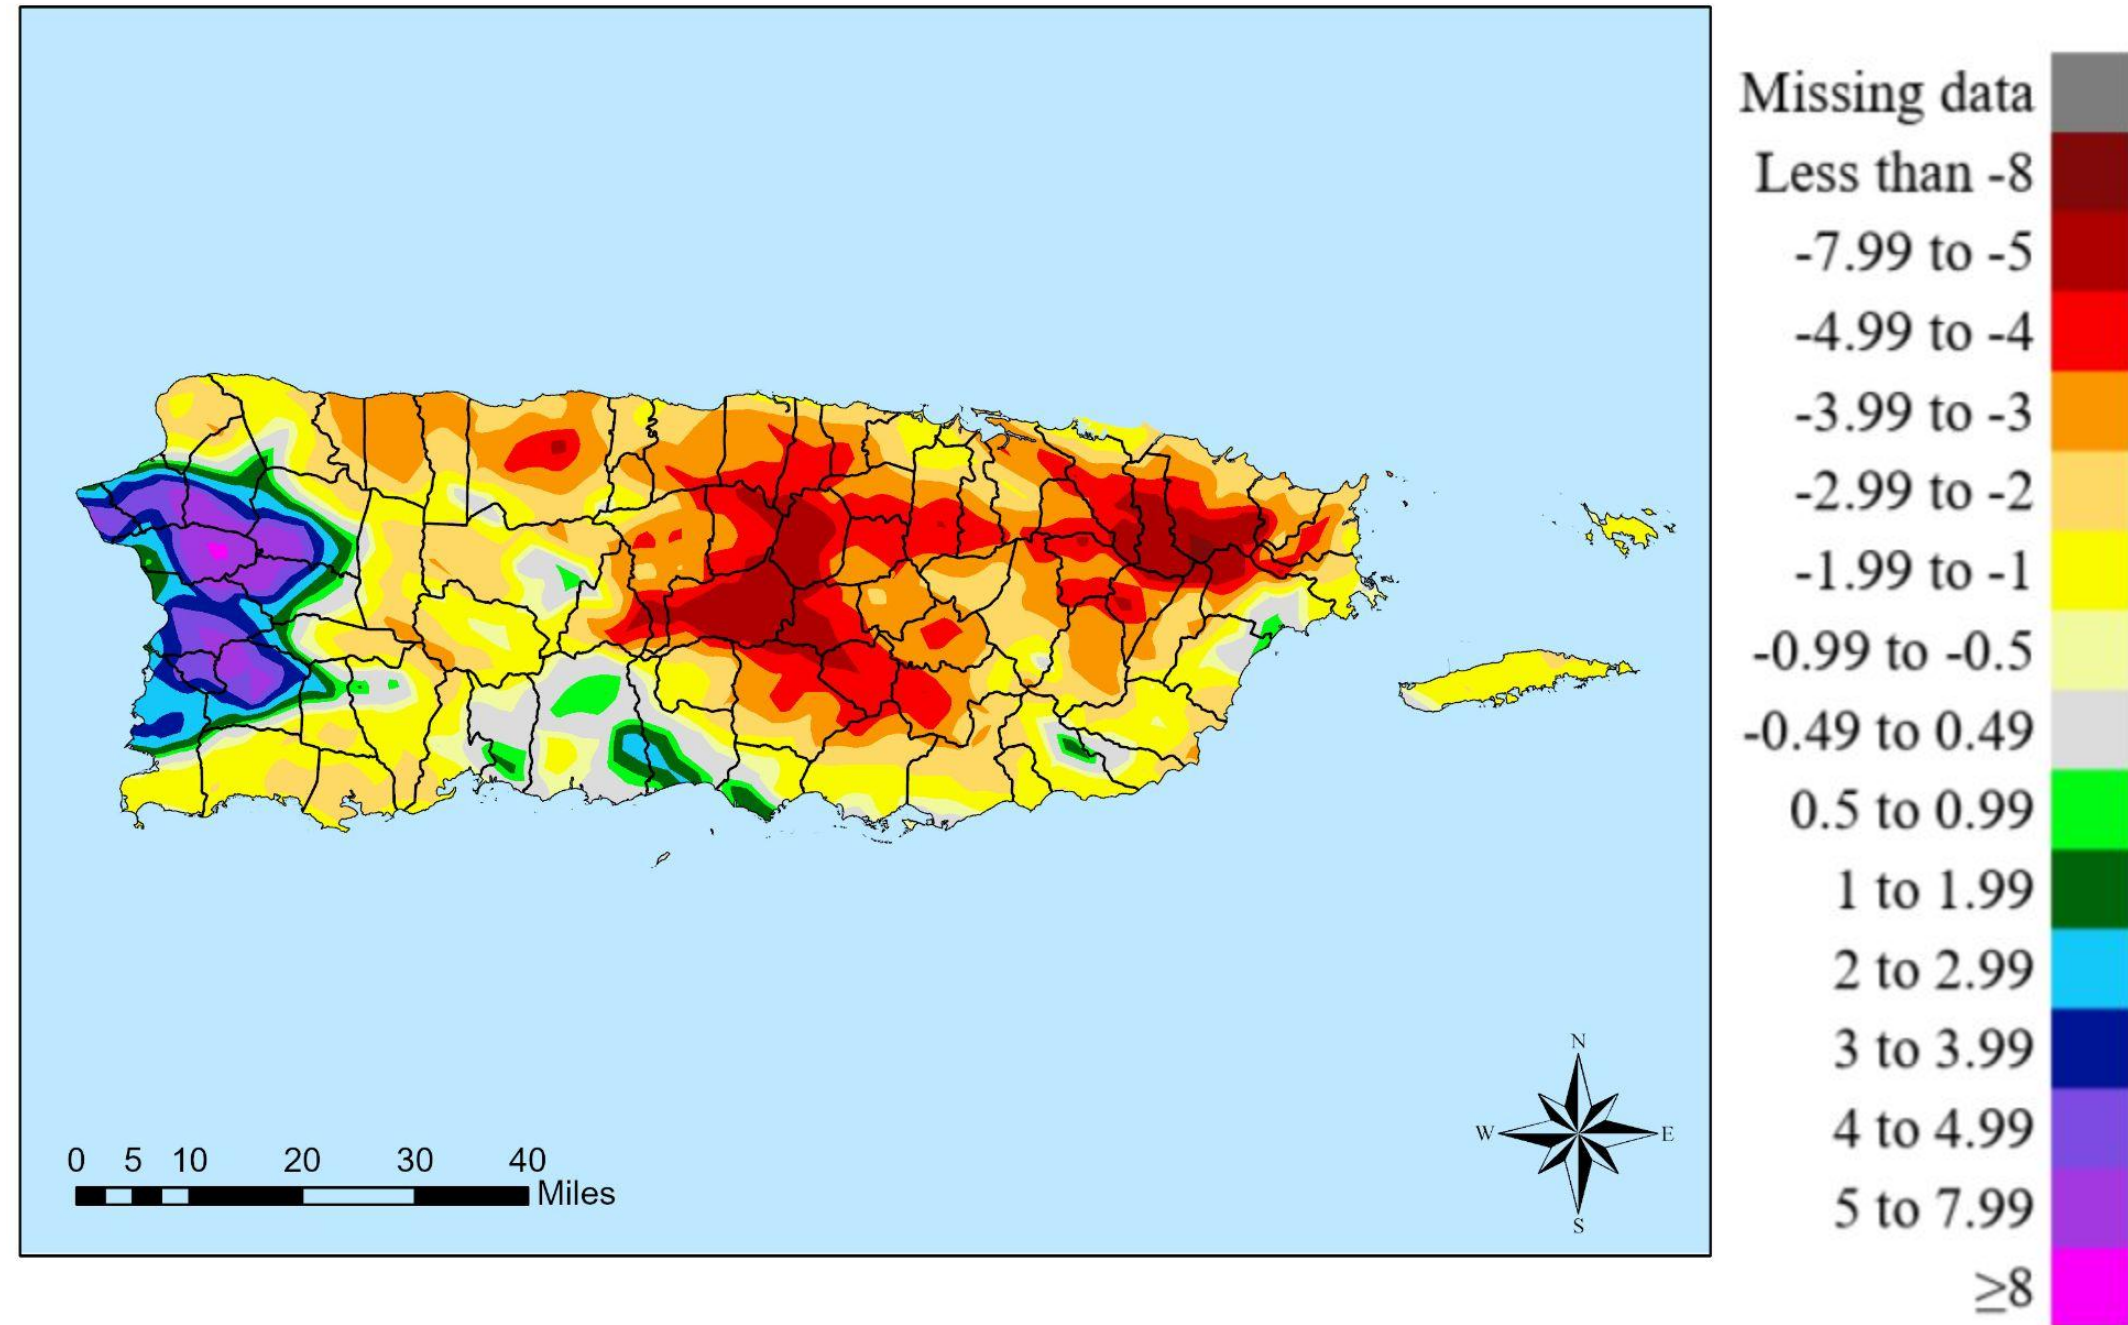 Missing data
Less than -8
-7.99 to -5
-4.99 to -4
-3.99 to -3
-2.99 to -2
-1.99 to -1
-0.99 to -0.5
-0.49 to 0.49
0.5 to 0.99
1 to 1.99
2 to 2.99
3 to 3.99
4 to 4.99
5 to 7.99
≥8
N
W E
S
0 5 10 20 30 40
Miles